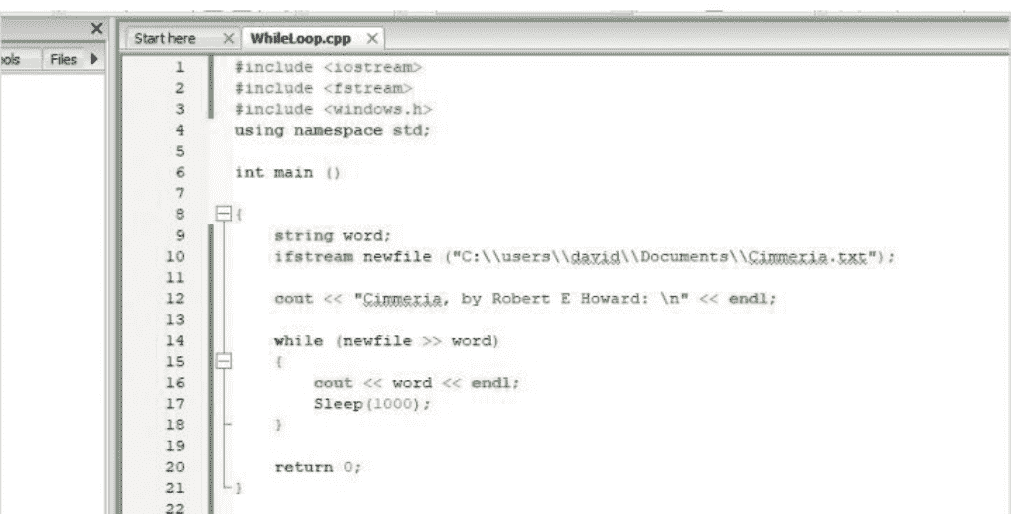 Start here
WhileLoop.cpp
ools
Files
1 #include <iostream>
2 #include <fstream>
3 #include <windows.h>
4 using namespace std;
5
6 int main ()
7
8 {
9 string word;
10 ifstream newfile ("C:\\users\\david\\Documents\\Cimmeria.txt");
11
12 cout << "Cimmeria, by Robert E Howard: \n" << endl;
13
14 while (newfile >> word)
15 {
16 cout << word << endl;
17 Sleep(1000);
18 }
19
20 return 0;
21 }
22